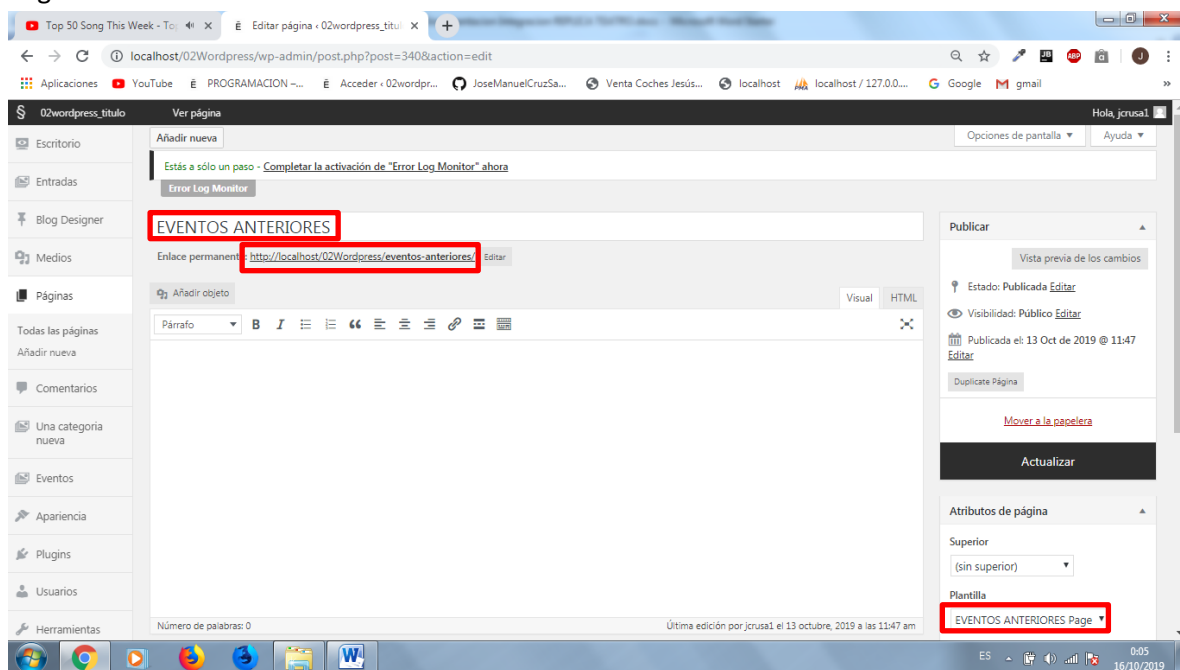 Top 50 Song This Week - To
Editar página ‹ 02wordpress_titul
localhost/02Wordpress/wp-admin/post.php?post=340&action=edit
Aplicaciones YouTube PROGRAMACION –... Acceder ‹ 02wordpr... JoseManuelCruzSa... Venta Coches Jesús... localhost localhost / 127.0.0.... Google gmail »
02wordpress_titulo Ver página Hola, jcrusa1
Escritorio
Entradas
Blog Designer
Medios
Páginas
Todas las páginas
Añadir nueva
Comentarios
Una categoria
nueva
Eventos
Apariencia
Plugins
Usuarios
Herramientas
Añadir nueva
Opciones de pantalla ▼ Ayuda ▼
Estás a sólo un paso - Completar la activación de "Error Log Monitor" ahora
Error Log Monitor
EVENTOS ANTERIORES
Enlace permanente: http://localhost/02Wordpress/eventos-anteriores/ Editar
Añadir objeto
Visual HTML
Párrafo
Número de palabras: 0
Última edición por jcrusa1 el 13 octubre, 2019 a las 11:47 am
Publicar
Vista previa de los cambios
Estado: Publicada Editar
Visibilidad: Público Editar
Publicada el: 13 Oct de 2019 @ 11:47
Editar
Duplicate Página
Mover a la papelera
Actualizar
Atributos de página
Superior
(sin superior)
Plantilla
EVENTOS ANTERIORES Page
ES
0:05
16/10/2019